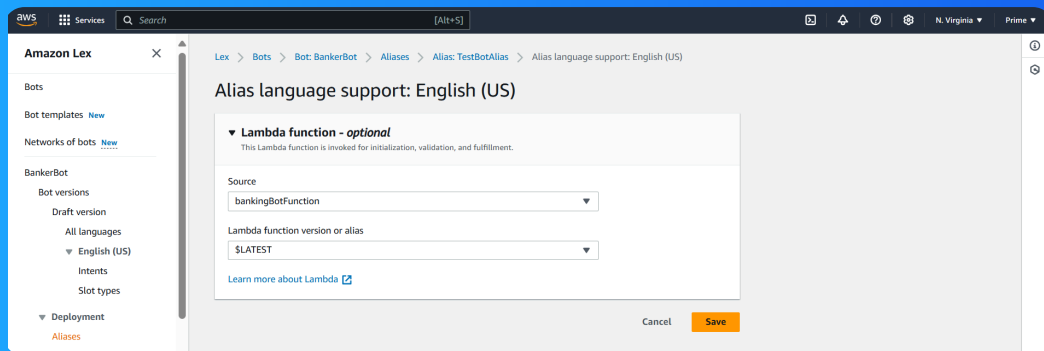 aws
Services
Search
[Alt+S]
N. Virginia ▼
Prime ▼
Amazon Lex
Bots
Bot templates New
Networks of bots New
BankerBot
Bot versions
Draft version
All languages
▼ English (US)
Intents
Slot types
▼ Deployment
Aliases
Lex > Bots > Bot: BankerBot > Aliases > Alias: TestBotAlias > Alias language support: English (US)
Alias language support: English (US)
▼ Lambda function - optional
This Lambda function is invoked for initialization, validation, and fulfillment.
Source
bankingBotFunction
Lambda function version or alias
$LATEST
Learn more about Lambda
Cancel
Save